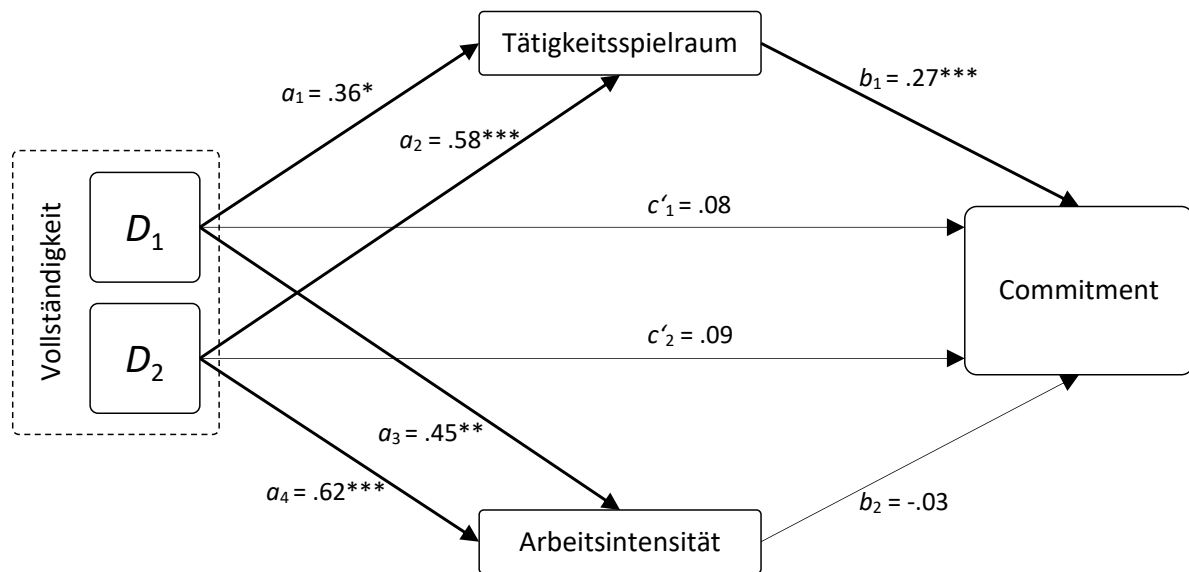 Tätigkeitsspielraum
a1 = .36*
b1 = .27***
a2 = .58***
Vollständigkeit
D1
c‘1 = .08
Commitment
D2
c‘2 = .09
a3 = .45**
a4 = .62***
b2 = -.03
Arbeitsintensität